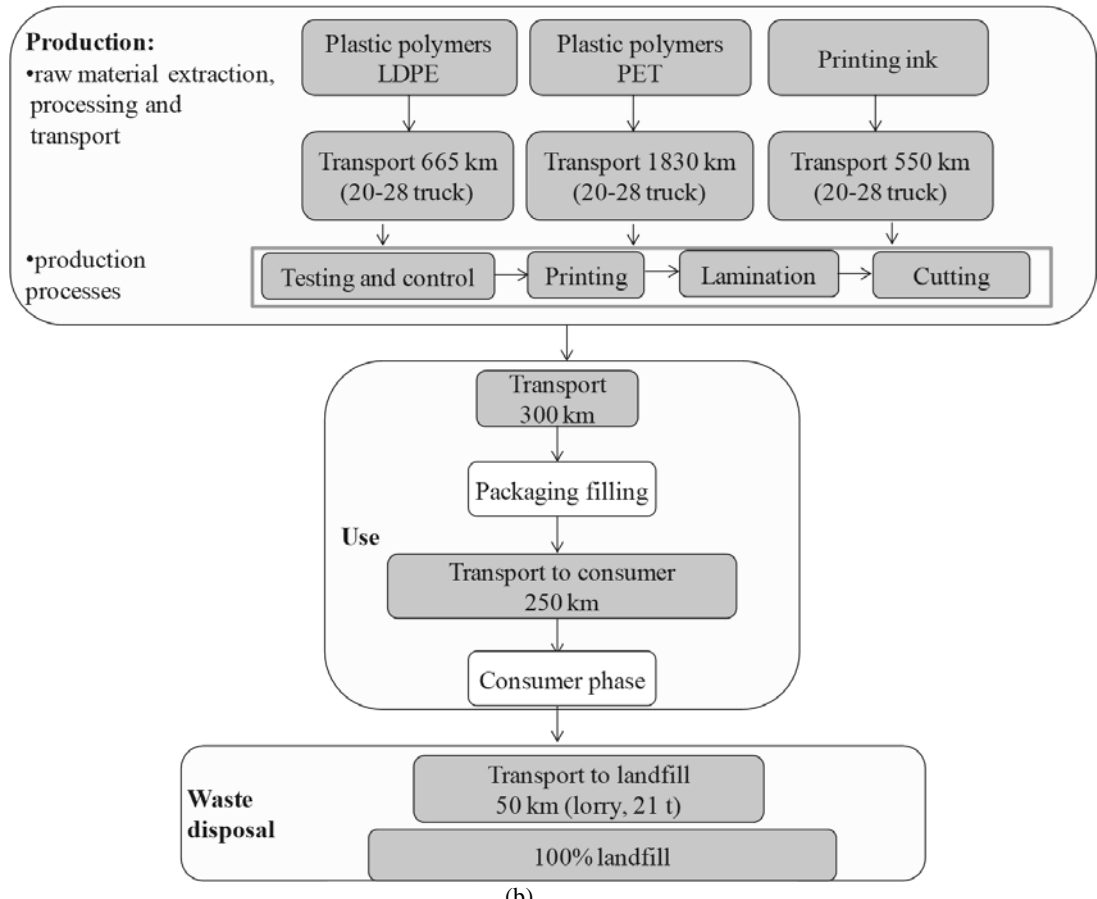 Production:
•raw material extraction,
processing and
transport
Plastic polymers
LDPE
Plastic polymers
PET
Printing ink
Transport 665 km
(20-28 truck)
Transport 1830 km
(20-28 truck)
Transport 550 km
(20-28 truck)
•production
processes
Testing and control
Printing
Lamination
Cutting
Transport
300 km
Packaging filling
Use
Transport to consumer
250 km
Consumer phase
Waste
disposal
Transport to landfill
50 km (lorry, 21 t)
100% landfill
(b)